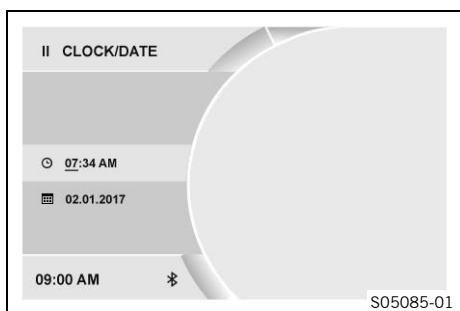 II CLOCK/DATE
07:34 AM
02.01.2017
09:00 AM
S05085-01